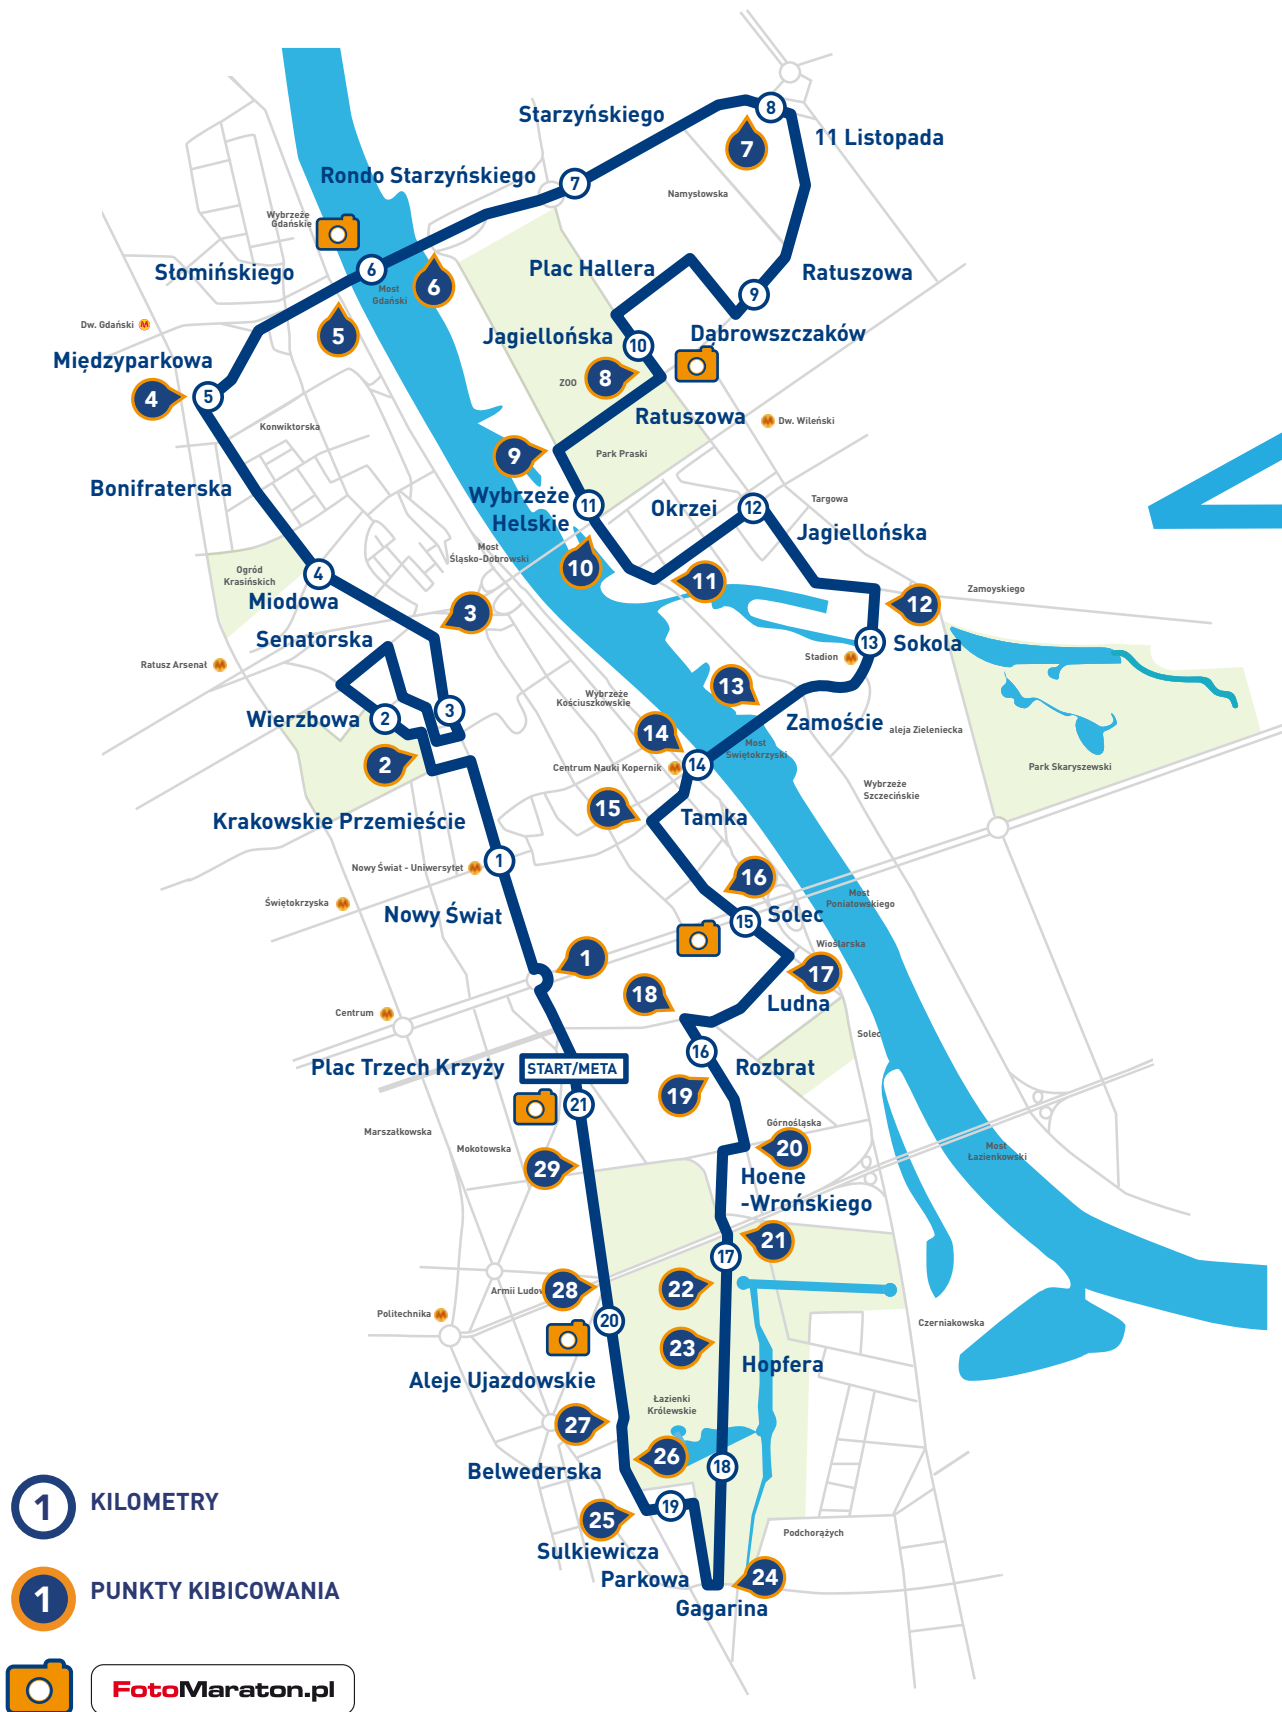 8
Starzyńskiego
11 Listopada
7
Rondo Starzyńskiego
7
Namysłowska
Wybrzeże
Gdańskie
Słomińskiego
6
Most
Gdański
6
Plac Hallera
Ratuszowa
9
5
Dw. Gdański
M
Jagiellońska
10
Dąbrowszczaków
Międzyparkowa
4
5
ZOO
8
Ratuszowa
M
Dw. Wileński
Konwiktorska
9
Park Praski
Bonifraterska
Wybrzeże
Helskie
11
Okrzei
12
Targowa
Jagiellońska
Most
Śląsko-Dobrowski
10
11
Ogród
Krasińskich
4
Miodowa
Zamoyskiego
12
3
Senatorska
13
Sokola
Ratusz Arsenał
M
Stadion
M
13
Wybrzeże
Kościuszkowskie
Wierzbowa
2
3
Zamoście
aleja Zieleniecka
14
Most
Świętokrzyski
2
Centrum Nauki Kopernik
M
14
Park Skaryszewski
Wybrzeże
Szczecińskie
15
Tamka
Krakowskie Przemieście
Nowy Świat - Uniwersytet
M
1
16
Most
Poniatowskiego
Świętokrzyska
M
Nowy Świat
15
Solec
Wioślarska
1
17
18
Ludna
Centrum
M
Solec
16
Plac Trzech Krzyży
START/META
Rozbrat
19
21
Marszałkowska
Mokotowska
Górnośląska
20
Most
Łazienkowski
29
Hoene
-Wrońskiego
21
17
28
Armii Ludow
22
Politechnika
M
20
Czerniakowska
23
Hopfera
Aleje Ujazdowskie
Łazienki
Królewskie
27
26
Belwederska
18
19
25
Podchorążych
Sulkiewicza
Parkowa
24
Gagarina
1
KILOMETRY
1
PUNKTY KIBICOWANIA
FotoMaraton.pl